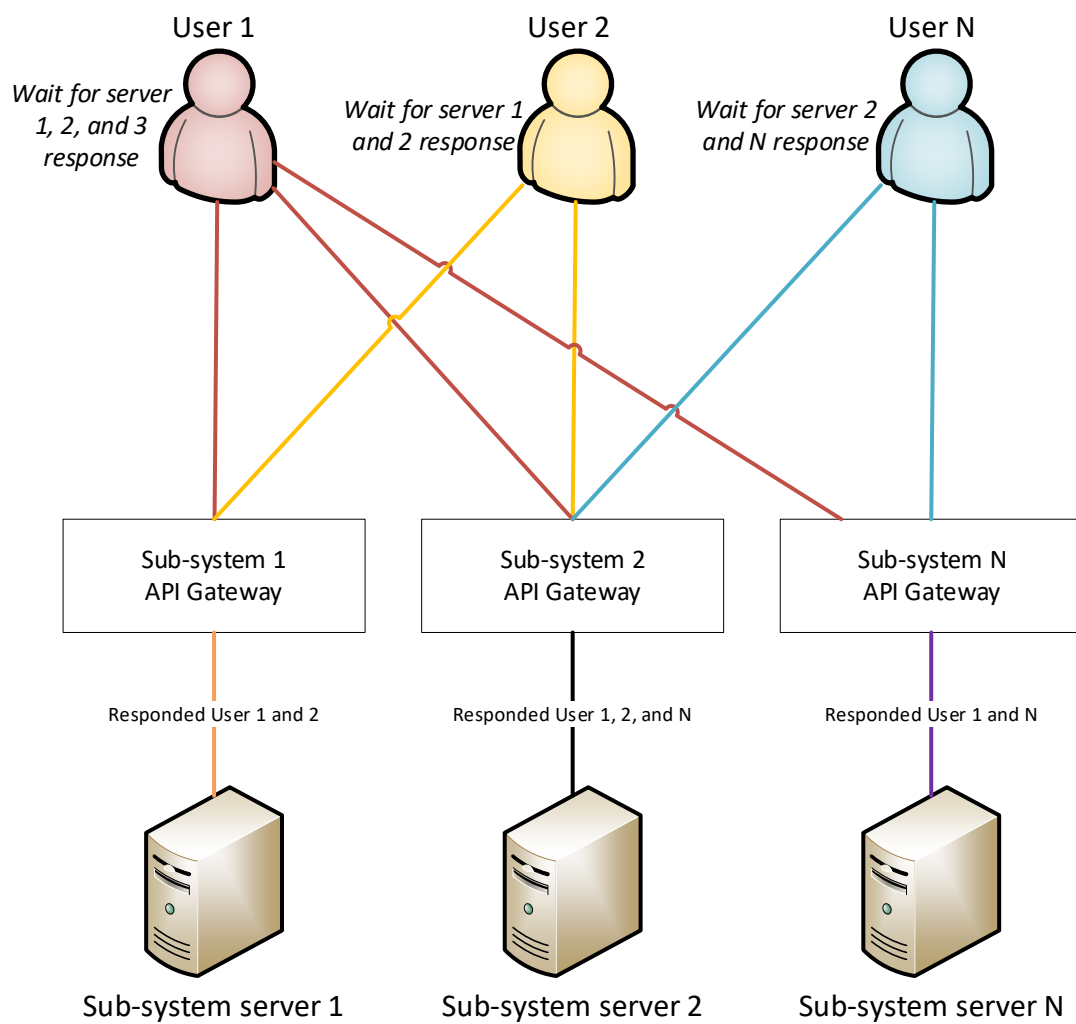 User 1
User 2
User N
Wait for server
1, 2, and 3
response
Wait for server 1
and 2 response
Wait for server 2
and N response
Sub-system 1
API Gateway
Sub-system 2
API Gateway
Sub-system N
API Gateway
Responded User 1 and 2
Responded User 1, 2, and N
Responded User 1 and N
Sub-system server 1
Sub-system server 2
Sub-system server N